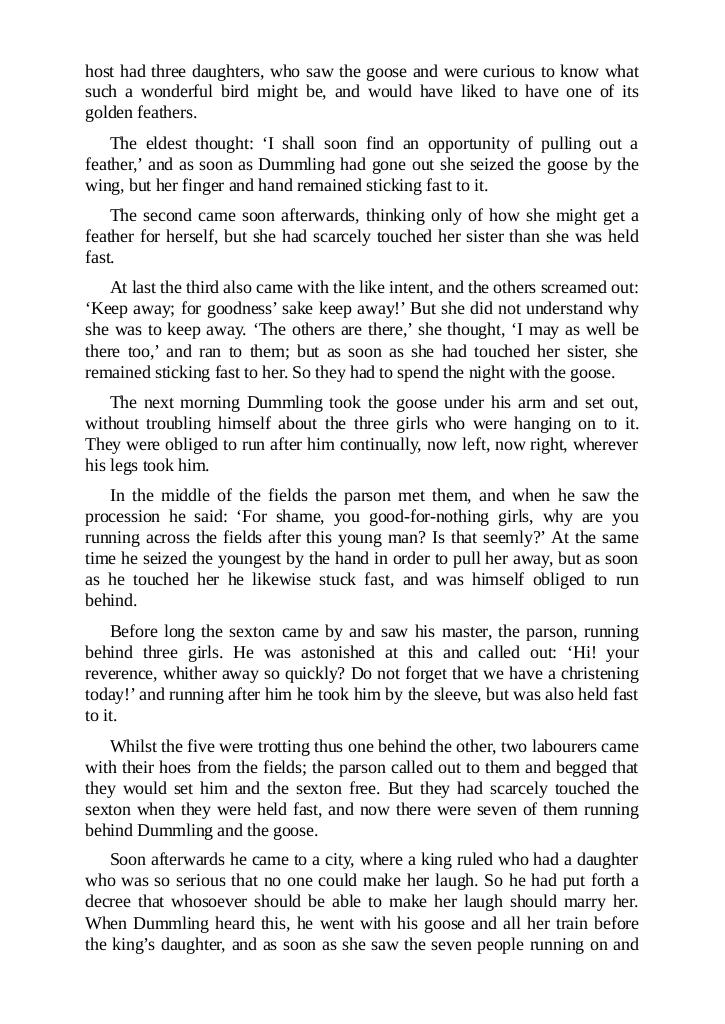 host had three daughters, who saw the goose and were curious to know what
such a wonderful bird might be, and would have liked to have one of its
golden feathers.
The eldest thought: ‘I shall soon find an opportunity of pulling out a
feather,’ and as soon as Dummling had gone out she seized the goose by the
wing, but her finger and hand remained sticking fast to it.
The second came soon afterwards, thinking only of how she might get a
feather for herself, but she had scarcely touched her sister than she was held
fast.
At last the third also came with the like intent, and the others screamed out:
‘Keep away; for goodness’ sake keep away!’ But she did not understand why
she was to keep away. ‘The others are there,’ she thought, ‘I may as well be
there too,’ and ran to them; but as soon as she had touched her sister, she
remained sticking fast to her. So they had to spend the night with the goose.
The next morning Dummling took the goose under his arm and set out,
without troubling himself about the three girls who were hanging on to it.
They were obliged to run after him continually, now left, now right, wherever
his legs took him.
In the middle of the fields the parson met them, and when he saw the
procession he said: ‘For shame, you good-for-nothing girls, why are you
running across the fields after this young man? Is that seemly?’ At the same
time he seized the youngest by the hand in order to pull her away, but as soon
as he touched her he likewise stuck fast, and was himself obliged to run
behind.
Before long the sexton came by and saw his master, the parson, running
behind three girls. He was astonished at this and called out: ‘Hi! your
reverence, whither away so quickly? Do not forget that we have a christening
today!’ and running after him he took him by the sleeve, but was also held fast
to it.
Whilst the five were trotting thus one behind the other, two labourers came
with their hoes from the fields; the parson called out to them and begged that
they would set him and the sexton free. But they had scarcely touched the
sexton when they were held fast, and now there were seven of them running
behind Dummling and the goose.
Soon afterwards he came to a city, where a king ruled who had a daughter
who was so serious that no one could make her laugh. So he had put forth a
decree that whosoever should be able to make her laugh should marry her.
When Dummling heard this, he went with his goose and all her train before
the king’s daughter, and as soon as she saw the seven people running on and